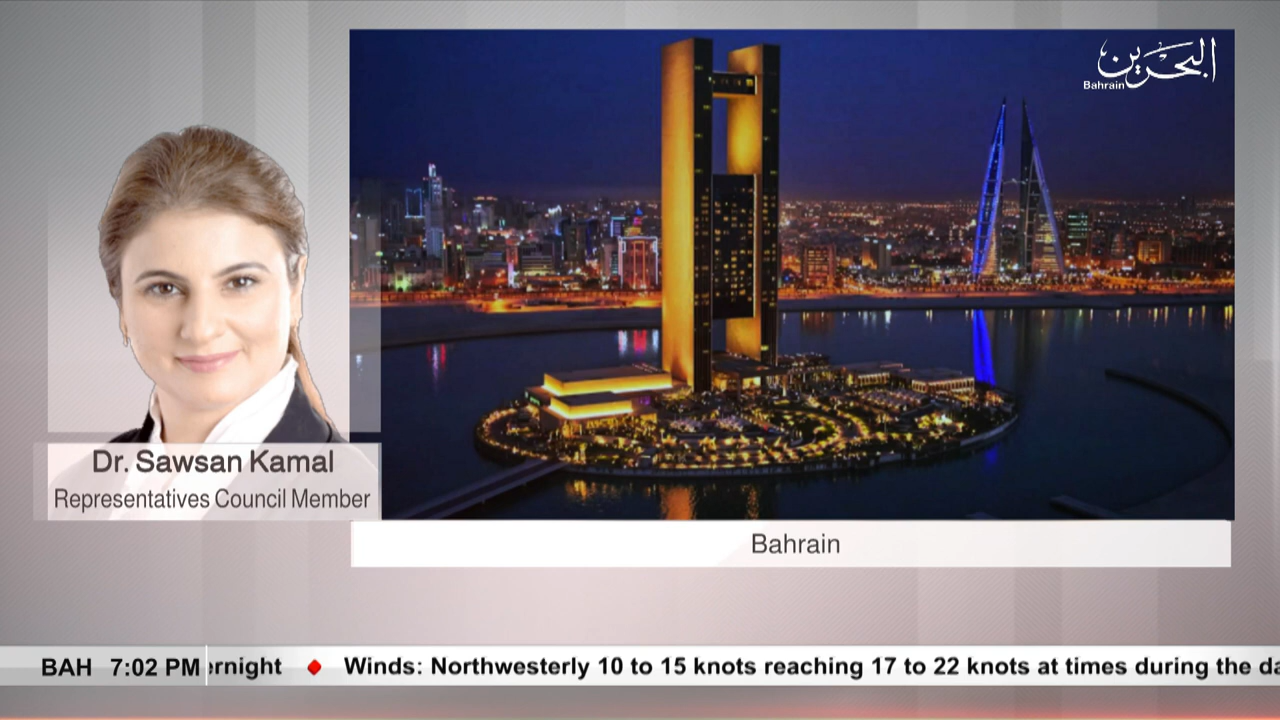 البحرين
Bahrain
Dr. Sawsan Kamal
Representatives Council Member
Bahrain
BAH 7:02 PM ernight Winds: Northwesterly 10 to 15 knots reaching 17 to 22 knots at times during the da